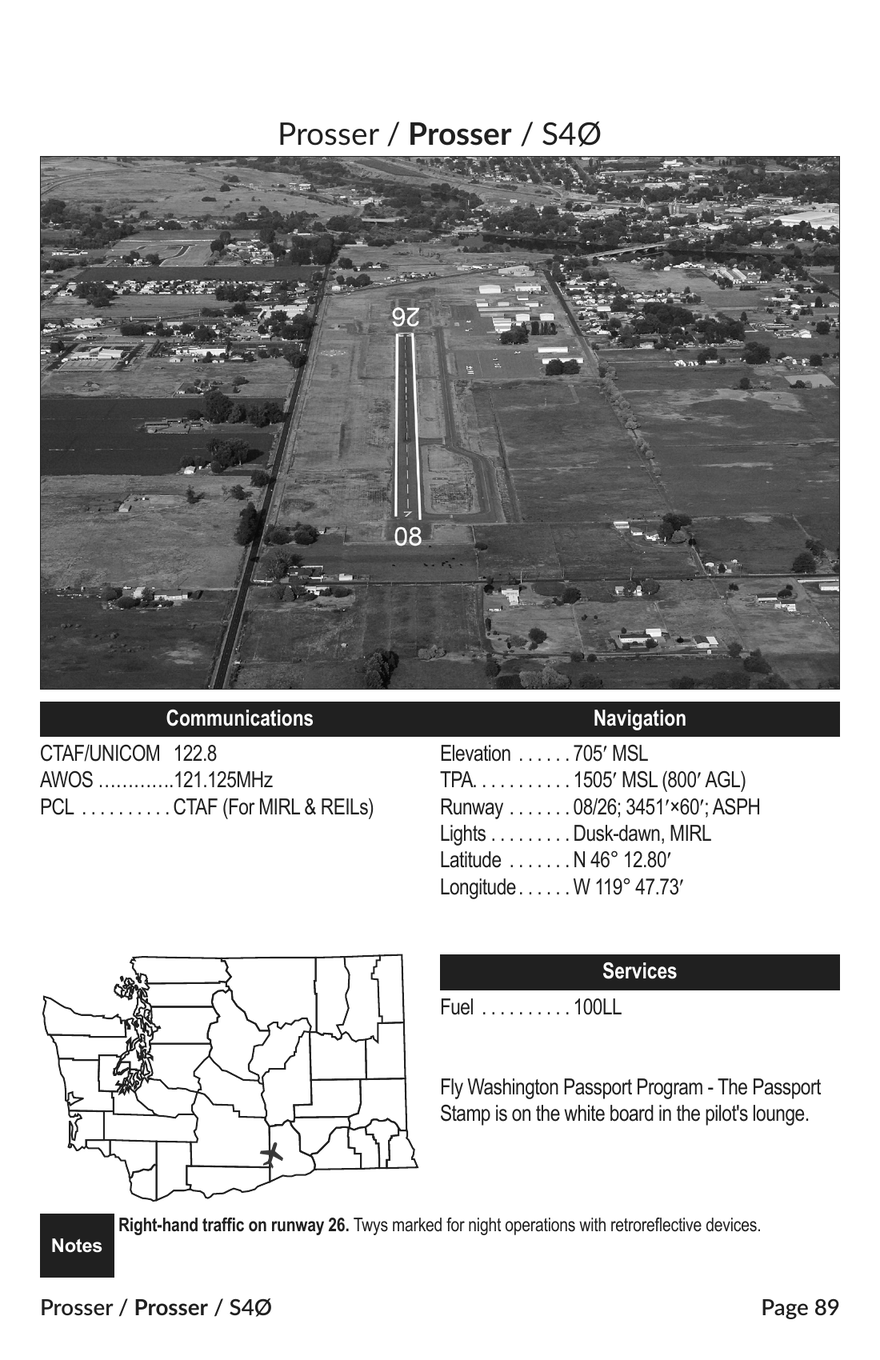 Prosser / Prosser / S4Ø
26
08
Communications
CTAF/UNICOM 122.8
AWOS .............121.125MHz
PCL . . . . . . . . . . CTAF (For MIRL & REILs)
Navigation
Elevation . . . . . . 705′ MSL
TPA. . . . . . . . . . . 1505′ MSL (800′ AGL)
Runway . . . . . . . 08/26; 3451′×60′; ASPH
Lights . . . . . . . . . Dusk-dawn, MIRL
Latitude . . . . . . . N 46° 12.80′
Longitude . . . . . . W 119° 47.73′
Services
Fuel . . . . . . . . . . 100LL
Fly Washington Passport Program - The Passport
Stamp is on the white board in the pilot's lounge.
Notes
Right-hand traffic on runway 26. Twys marked for night operations with retroreflective devices.
Prosser / Prosser / S4Ø
Page 89